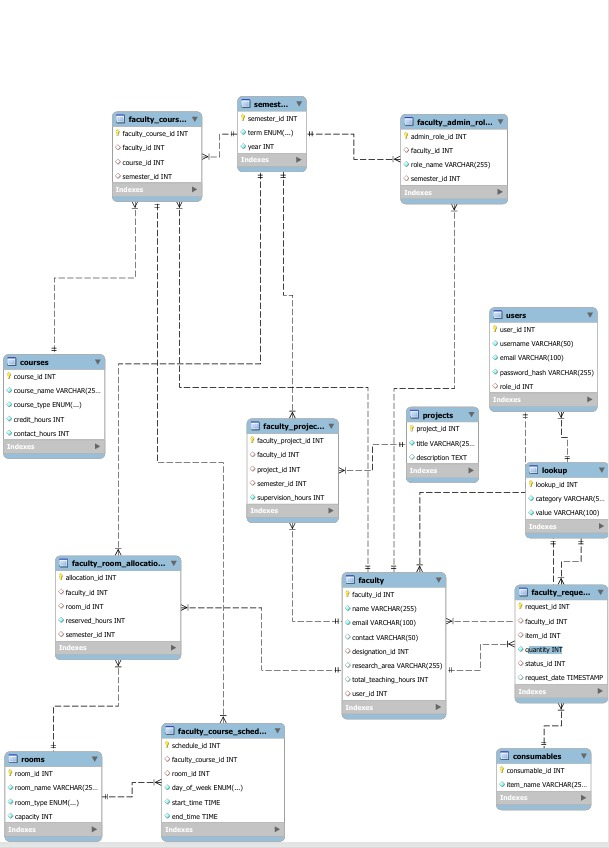 semest...
semester_id INT
term ENUM(...)
year INT
Indexes
faculty_cours...
faculty_course_id INT
faculty_id INT
course_id INT
semester_id INT
Indexes
faculty_admin_rol...
admin_role_id INT
faculty_id INT
role_name VARCHAR(255)
semester_id INT
Indexes
users
user_id INT
username VARCHAR(50)
email VARCHAR(100)
password_hash VARCHAR(255)
role_id INT
Indexes
courses
course_id INT
course_name VARCHAR(25...
course_type ENUM(...)
credit_hours INT
contact_hours INT
Indexes
faculty_projec...
faculty_project_id INT
faculty_id INT
project_id INT
semester_id INT
supervision_hours INT
Indexes
projects
project_id INT
title VARCHAR(25...
description TEXT
Indexes
lookup
lookup_id INT
category VARCHAR(5...
value VARCHAR(100)
Indexes
faculty_room_allocatio...
allocation_id INT
faculty_id INT
room_id INT
reserved_hours INT
semester_id INT
Indexes
faculty
faculty_id INT
name VARCHAR(255)
email VARCHAR(100)
contact VARCHAR(50)
designation_id INT
research_area VARCHAR(255)
total_teaching_hours INT
user_id INT
Indexes
faculty_reque...
request_id INT
faculty_id INT
item_id INT
quantity INT
status_id INT
request_date TIMESTAMP
Indexes
rooms
room_id INT
room_name VARCHAR(25...
room_type ENUM(...)
capacity INT
Indexes
faculty_course_sched...
schedule_id INT
faculty_course_id INT
room_id INT
day_of_week ENUM(...)
start_time TIME
end_time TIME
Indexes
consumables
consumable_id INT
item_name VARCHAR(25...
Indexes